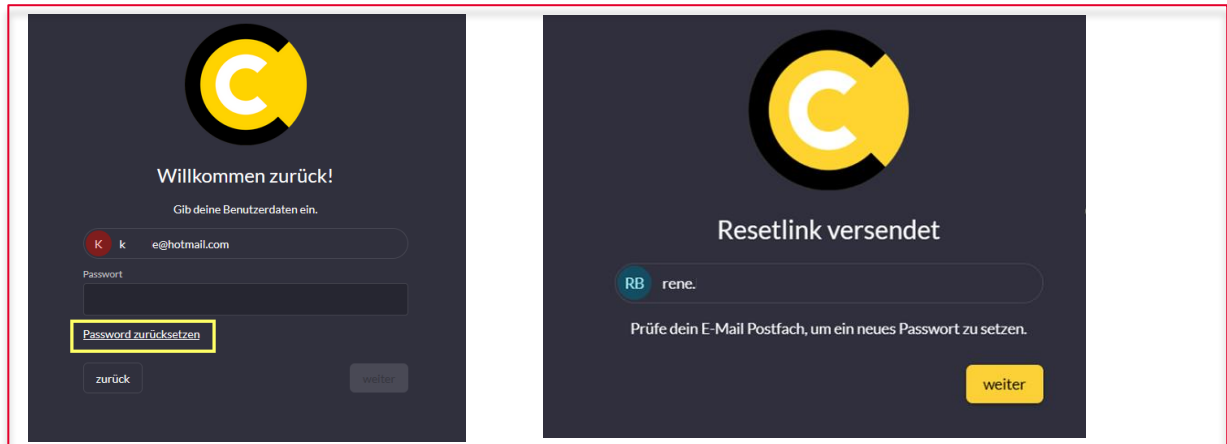 C
Willkommen zurück!
Gib deine Benutzerdaten ein.
K k e@hotmail.com
Passwort
Password zurücksetzen
zurück weiter
C
Resetlink versendet
RB rene.
Prüfe dein E-Mail Postfach, um ein neues Passwort zu setzen.
weiter